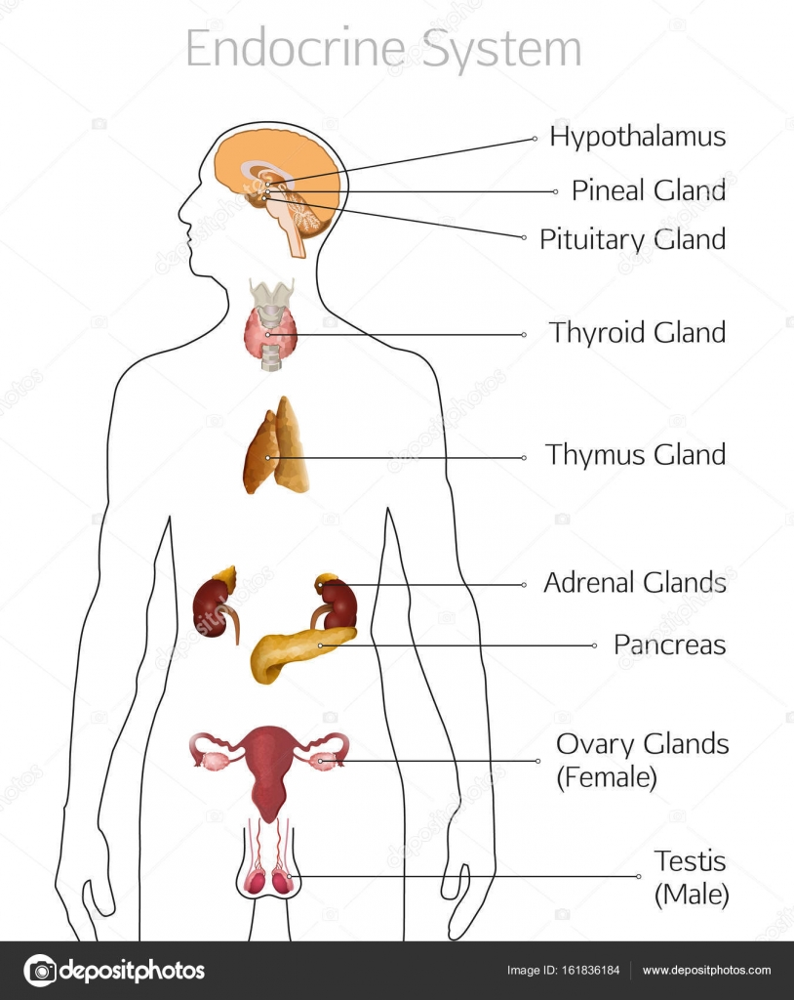 Endocrine System
Hypothalamus
Pineal Gland
Pituitary Gland
Thyroid Gland
Thymus Gland
Adrenal Glands
Pancreas
Ovary Glands
(Female)
Testis
(Male)
depositphotos
Image ID: 161836184
www.depositphotos.com